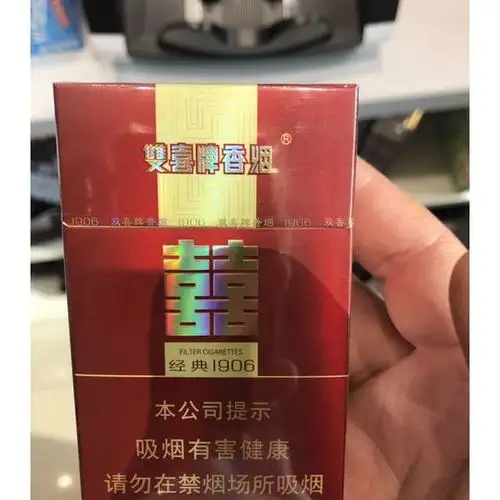 雙喜牌香烟®
1906 双喜牌香烟 1906 双喜牌香烟 1906 双喜
囍
FILTER CIGARETTES
经典1906
本公司提示
吸烟有害健康
请勿在禁烟场所吸烟